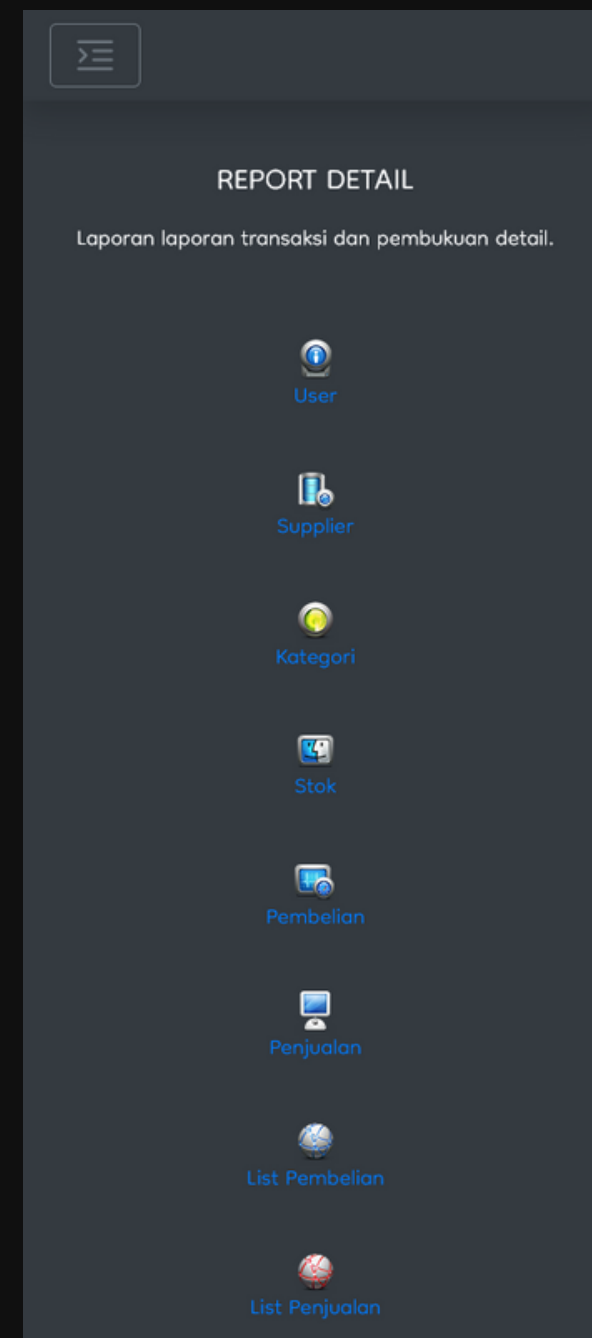 REPORT DETAIL
Laporan laporan transaksi dan pembukuan detail.
User
Supplier
Kategori
Stok
Pembelian
Penjualan
List Pembelian
List Penjualan